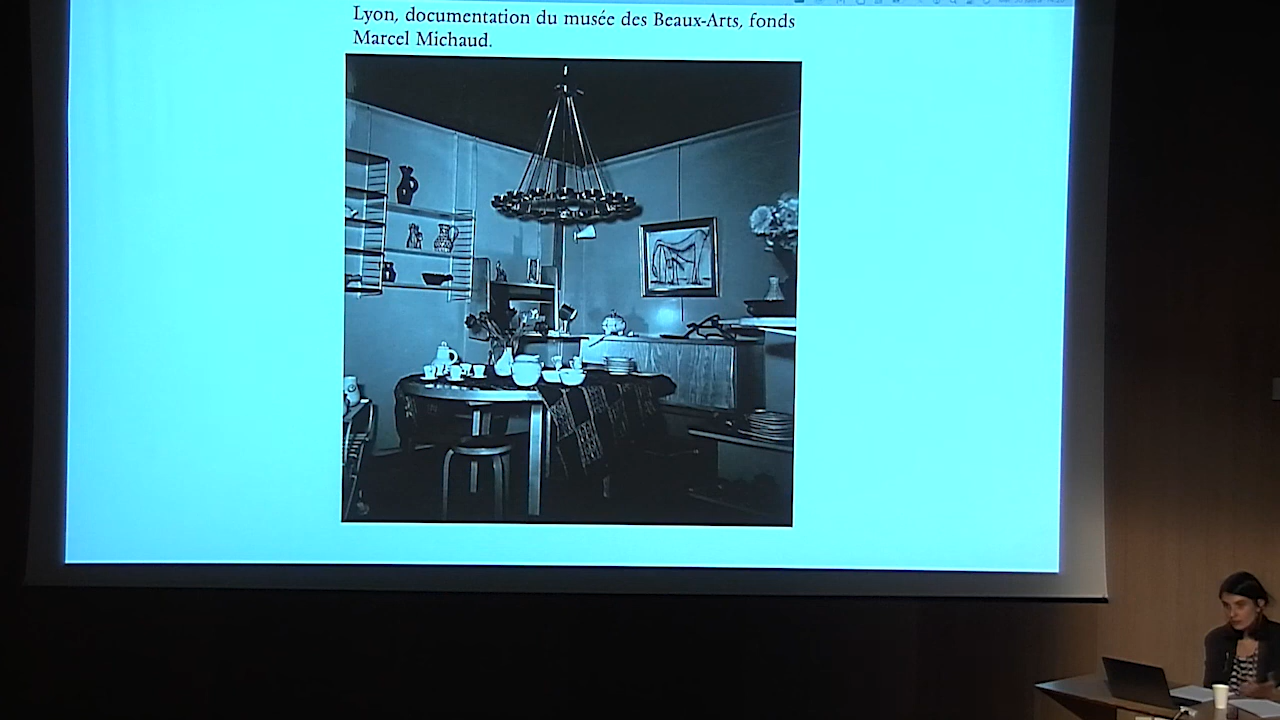 Lyon, documentation du musée des Beaux-Arts, fonds
Marcel Michaud.